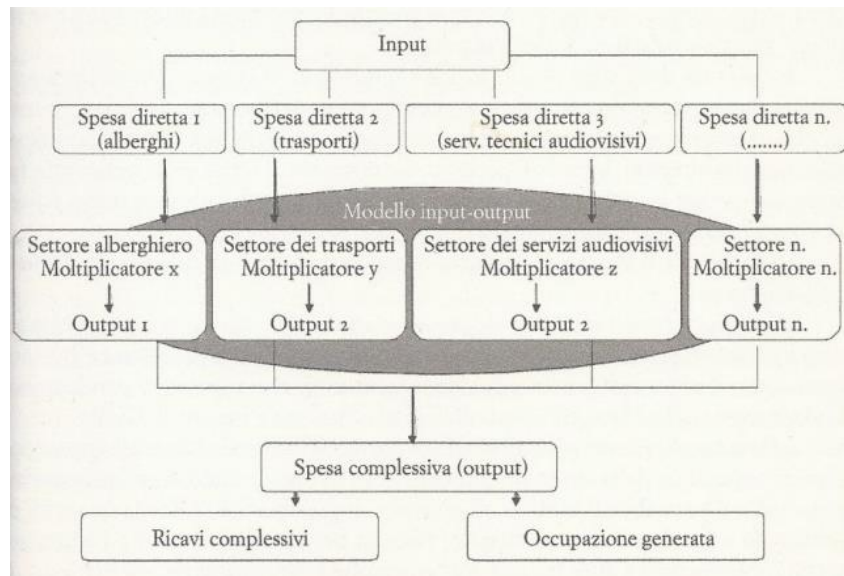 Input
Spesa diretta 1
(alberghi)
Spesa diretta 2
(trasporti)
Spesa diretta 3
(serv. tecnici audiovisivi)
Spesa diretta n.
(.......)
Modello input-output
Settore alberghiero
Moltiplicatore x
Output 1
Settore dei trasporti
Moltiplicatore y
Output 2
Settore dei servizi audiovisivi
Moltiplicatore z
Output 2
Settore n.
Moltiplicatore n.
Output n.
Spesa complessiva (output)
Ricavi complessivi
Occupazione generata